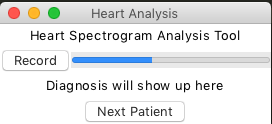 Heart Analysis
Heart Spectrogram Analysis Tool
Record
Diagnosis will show up here
Next Patient